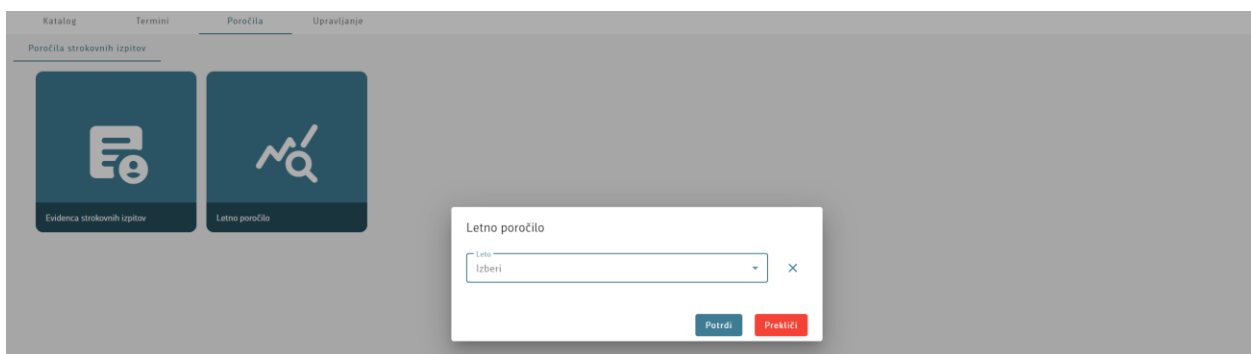 Katalog Termini Poročila Upravljanje
Poročila strokovnih izpitov
Evidenca strokovnih izpitov Letno poročilo
Letno poročilo
Leto
Izberi
Potrdi Prekliči